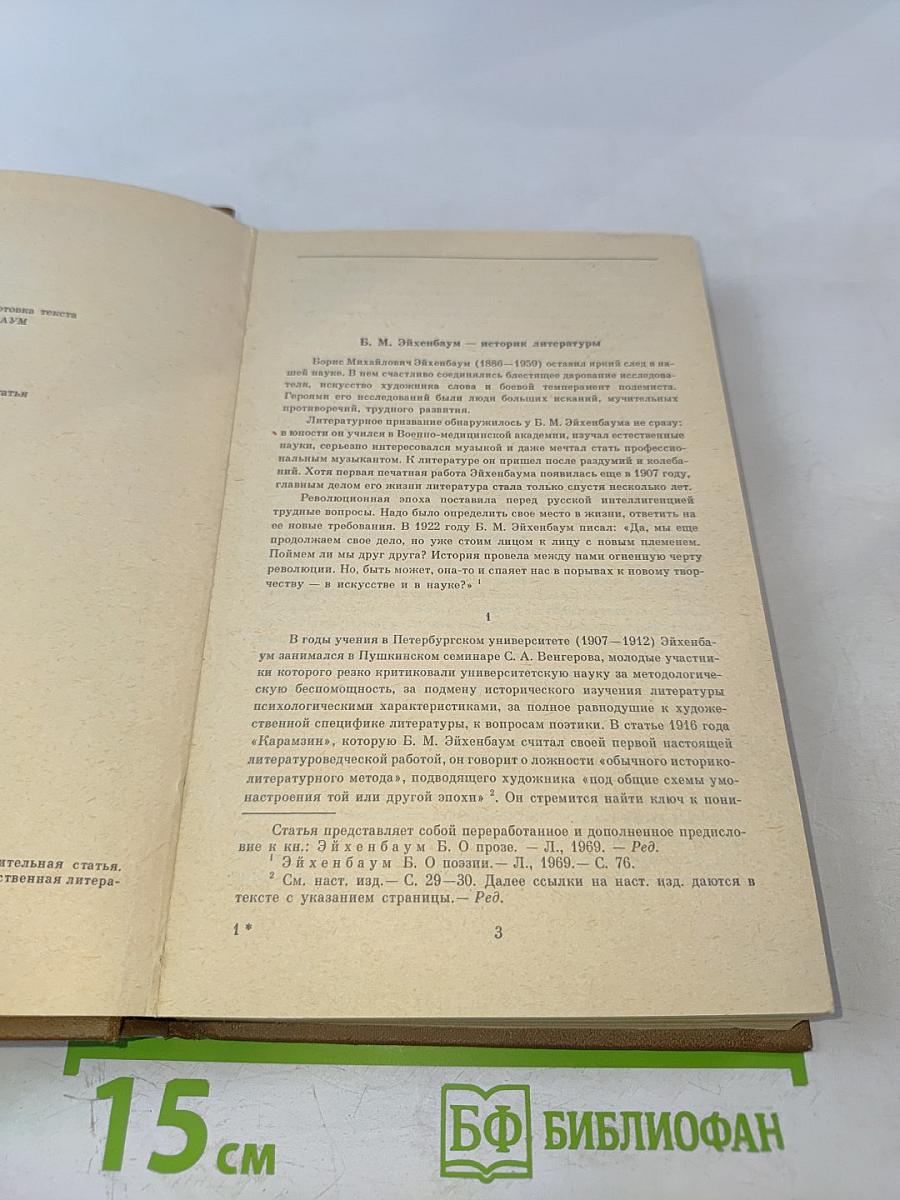 товка текста
АУМ
татьи
ительная статья.
ственная литера-
Б. М. Эйхенбаум — историк литературы
Борис Михайлович Эйхенбаум (1886—1959) оставил яркий след в на-
шей науке. В нем счастливо соединились блестящее дарование исследова-
теля, искусство художника слова и боевой темперамент полемиста.
Героями его исследований были люди больших исканий, мучительных
противоречий, трудного развития.
Литературное призвание обнаружилось у Б. М. Эйхенбаума не сразу:
в юности он учился в Военно-медицинской академии, изучал естественные
науки, серьезно интересовался музыкой и даже мечтал стать профессио-
нальным музыкантом. К литературе он пришел после раздумий и колеба-
ний. Хотя первая печатная работа Эйхенбаума появилась еще в 1907 году,
главным делом его жизни литература стала только спустя несколько лет.
Революционная эпоха поставила перед русской интеллигенцией
трудные вопросы. Надо было определить свое место в жизни, ответить на
ее новые требования. В 1922 году Б. М. Эйхенбаум писал: «Да, мы еще
продолжаем свое дело, но уже стоим лицом к лицу с новым племенем.
Поймем ли мы друг друга? История провела между нами огненную черту
революции. Но, быть может, она-то и спаяет нас в порывах к новому твор-
честву — в искусстве и в науке?» 1
1
В годы учения в Петербургском университете (1907—1912) Эйхенба-
ум занимался в Пушкинском семинаре С. А. Венгерова, молодые участни-
ки которого резко критиковали университетскую науку за методологиче-
скую беспомощность, за подмену исторического изучения литературы
психологическими характеристиками, за полное равнодушие к художе-
ственной специфике литературы, к вопросам поэтики. В статье 1916 года
«Карамзин», которую Б. М. Эйхенбаум считал своей первой настоящей
литературоведческой работой, он говорит о ложности «обычного историко-
литературного метода», подводящего художника «под общие схемы умо-
настроения той или другой эпохи» 2. Он стремится найти ключ к пони-
Статья представляет собой переработанное и дополненное предисло-
вие к кн.: Эйхенбаум Б. О прозе. — Л., 1969. — Ред.
1 Эйхенбаум Б. О поэзии.— Л., 1969.— С. 76.
2 См. наст. изд.— С. 29—30. Далее ссылки на наст. изд. даются в
тексте с указанием страницы.— Ред.
1 *
3
15 см
БФ БИБЛИОФАН